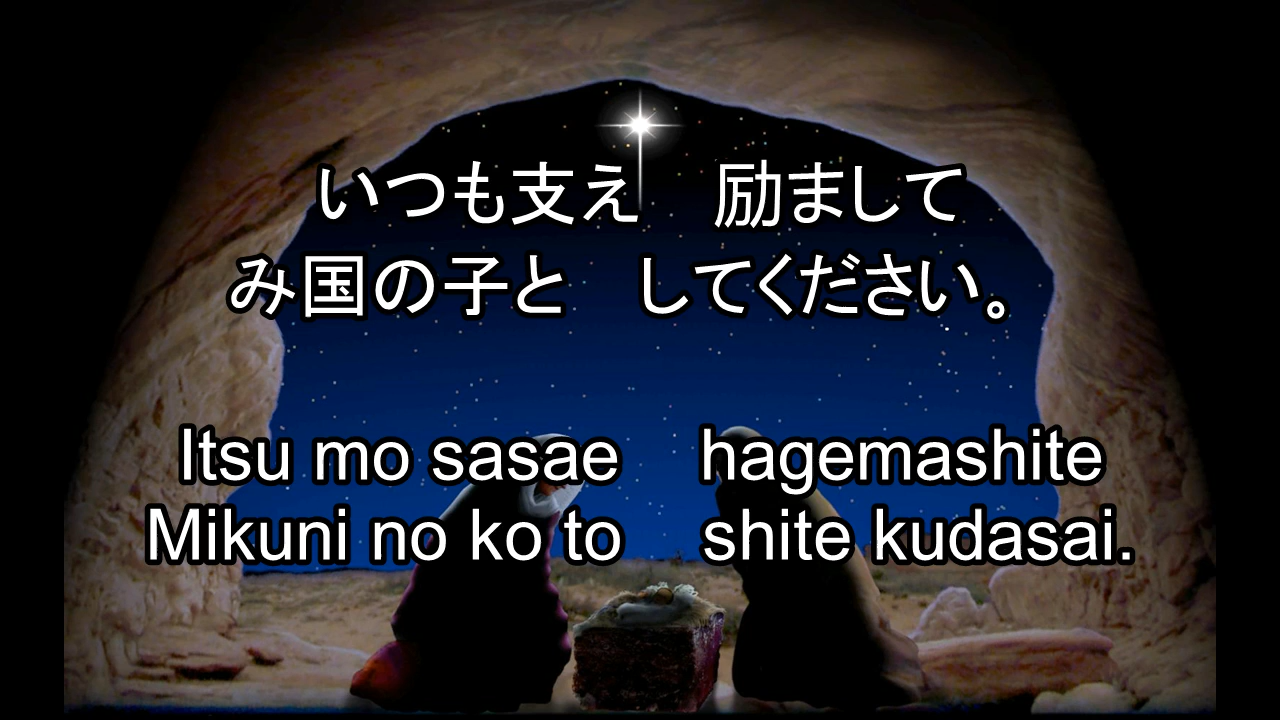 いつも支え　励まして
み国の子と　してください。
Itsu mo sasae　hagemashite
Mikuni no ko to　shite kudasai.